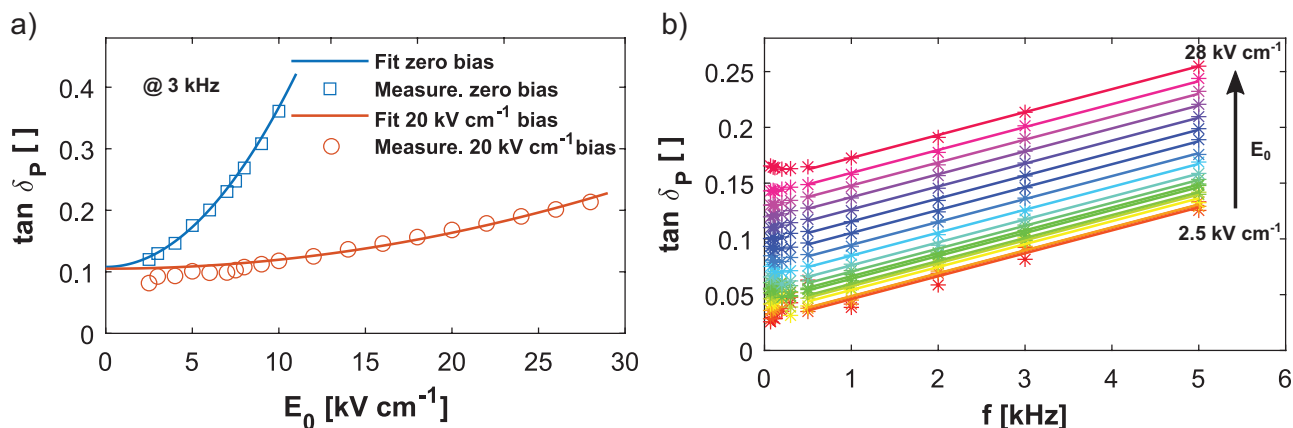 a)
tan δP [ ]
0.4
0.3
0.2
0.1
0
@ 3 kHz
Fit zero bias
Measure. zero bias
Fit 20 kV cm-1 bias
Measure. 20 kV cm-1 bias
0 5 10 15 20 25 30
E0 [kV cm-1]
b)
tan δP [ ]
0.25
0.2
0.15
0.1
0.05
0
28 kV cm-1
E0
2.5 kV cm-1
0 1 2 3 4 5 6
f [kHz]